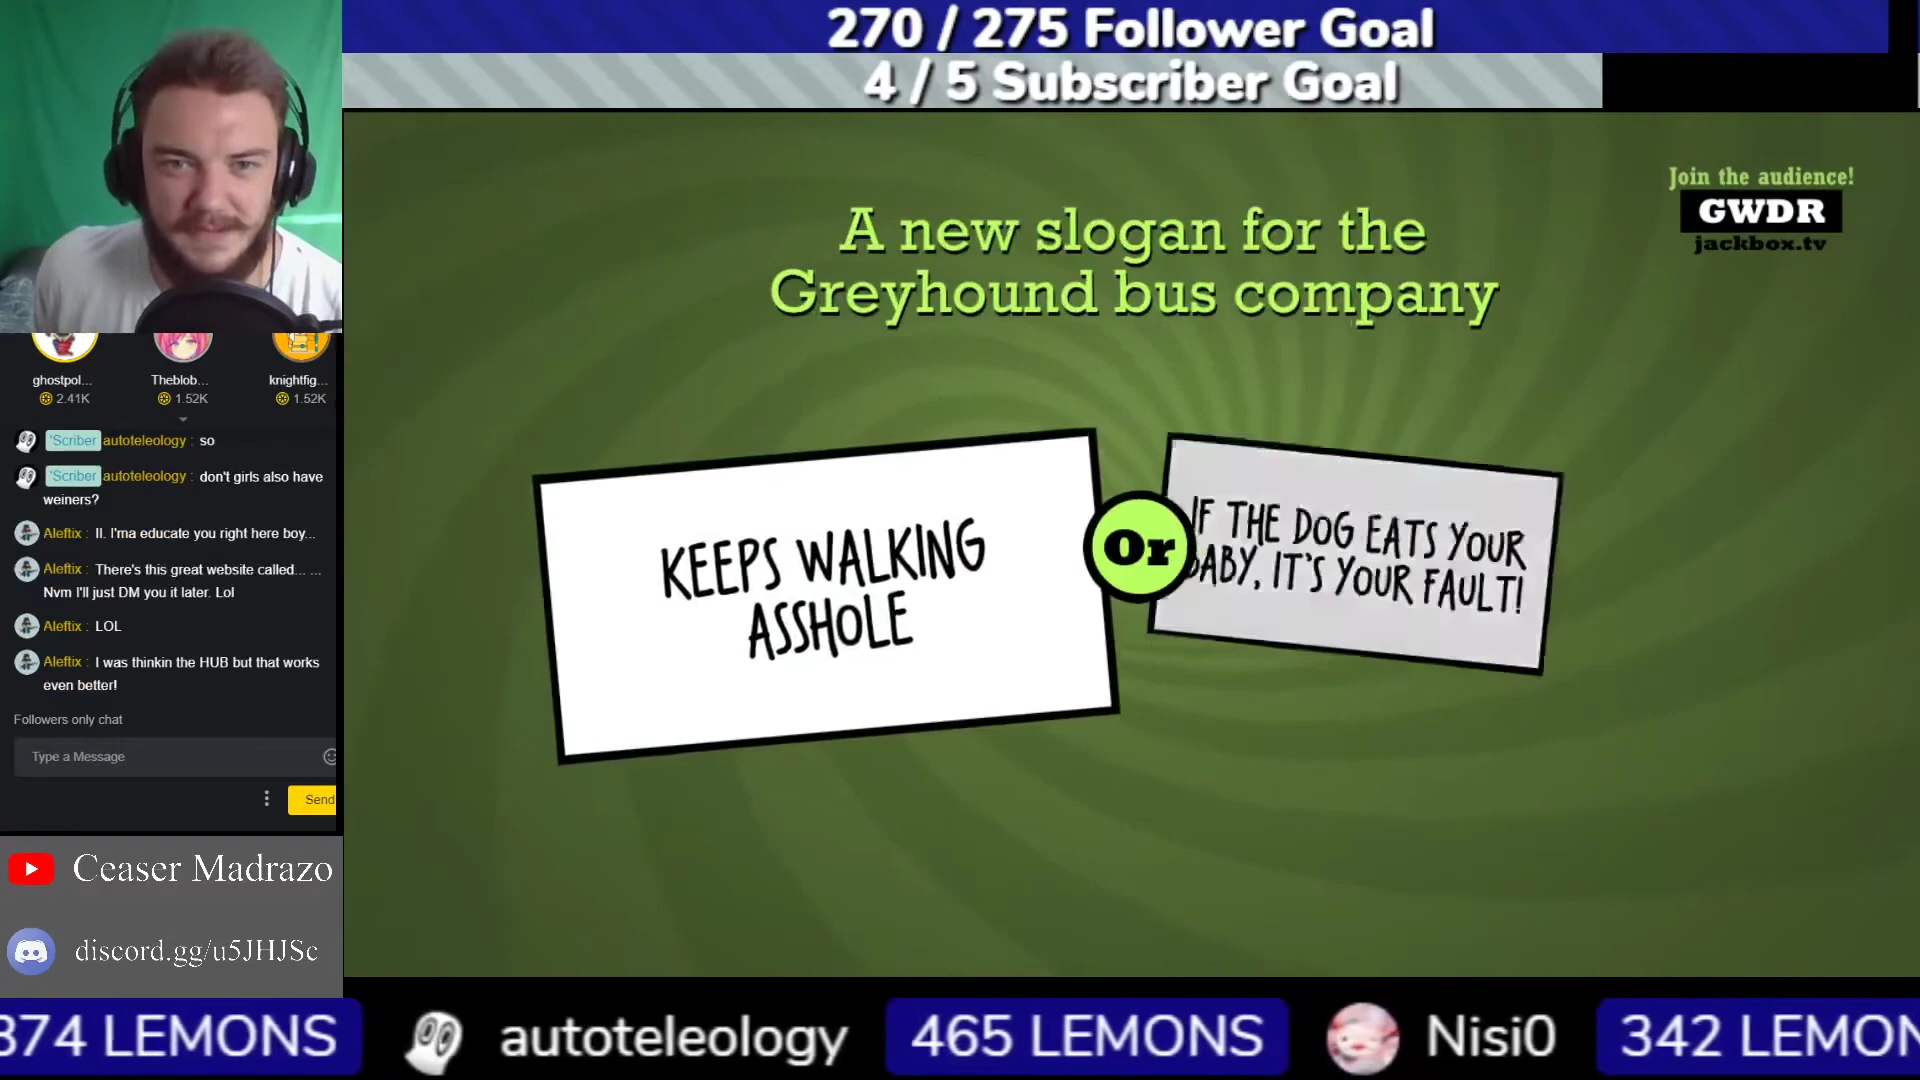 270 / 275 Follower Goal
4 / 5 Subscriber Goal
Join the audience!
GWDR
jackbox.tv
A new slogan for the
Greyhound bus company
KEEPS WALKING
ASSHOLE
Or
IF THE DOG EATS YOUR
BABY, IT'S YOUR FAULT!
ghostpol... Theblob... knightfig...
2.41K 1.52K 1.52K
'Scriber autoteleology : so
'Scriber autoteleology : don't girls also have
weiners?
Aleftix : ll. I'ma educate you right here boy...
Aleftix : There's this great website called... ...
Nvm I'll just DM you it later. Lol
Aleftix : LOL
Aleftix : I was thinkin the HUB but that works
even better!
Followers only chat
Type a Message
Send
Ceaser Madrazo
discord.gg/u5JHJSc
374 LEMONS autoteleology 465 LEMONS Nisi0 342 LEMON